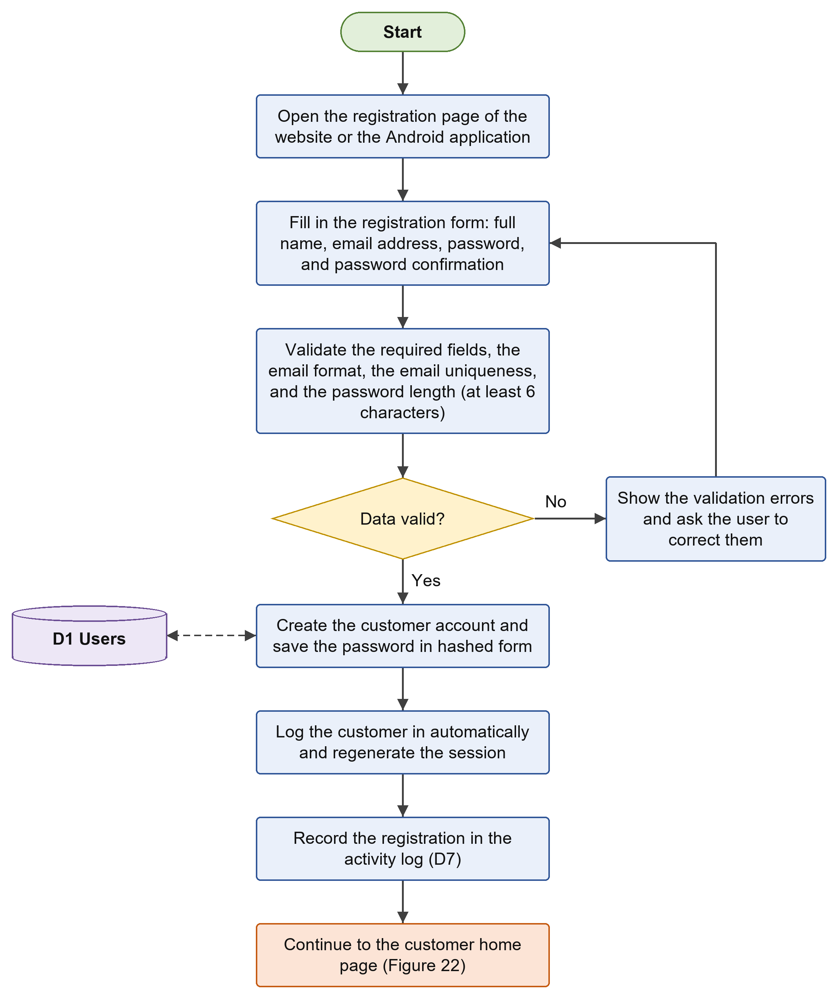 Start
Open the registration page of the
website or the Android application
Fill in the registration form: full
name, email address, password,
and password confirmation
Validate the required fields, the
email format, the email uniqueness,
and the password length (at least 6
characters)
Data valid?
No
Show the validation errors
and ask the user to
correct them
Yes
D1 Users
Create the customer account and
save the password in hashed form
Log the customer in automatically
and regenerate the session
Record the registration in the
activity log (D7)
Continue to the customer home
page (Figure 22)